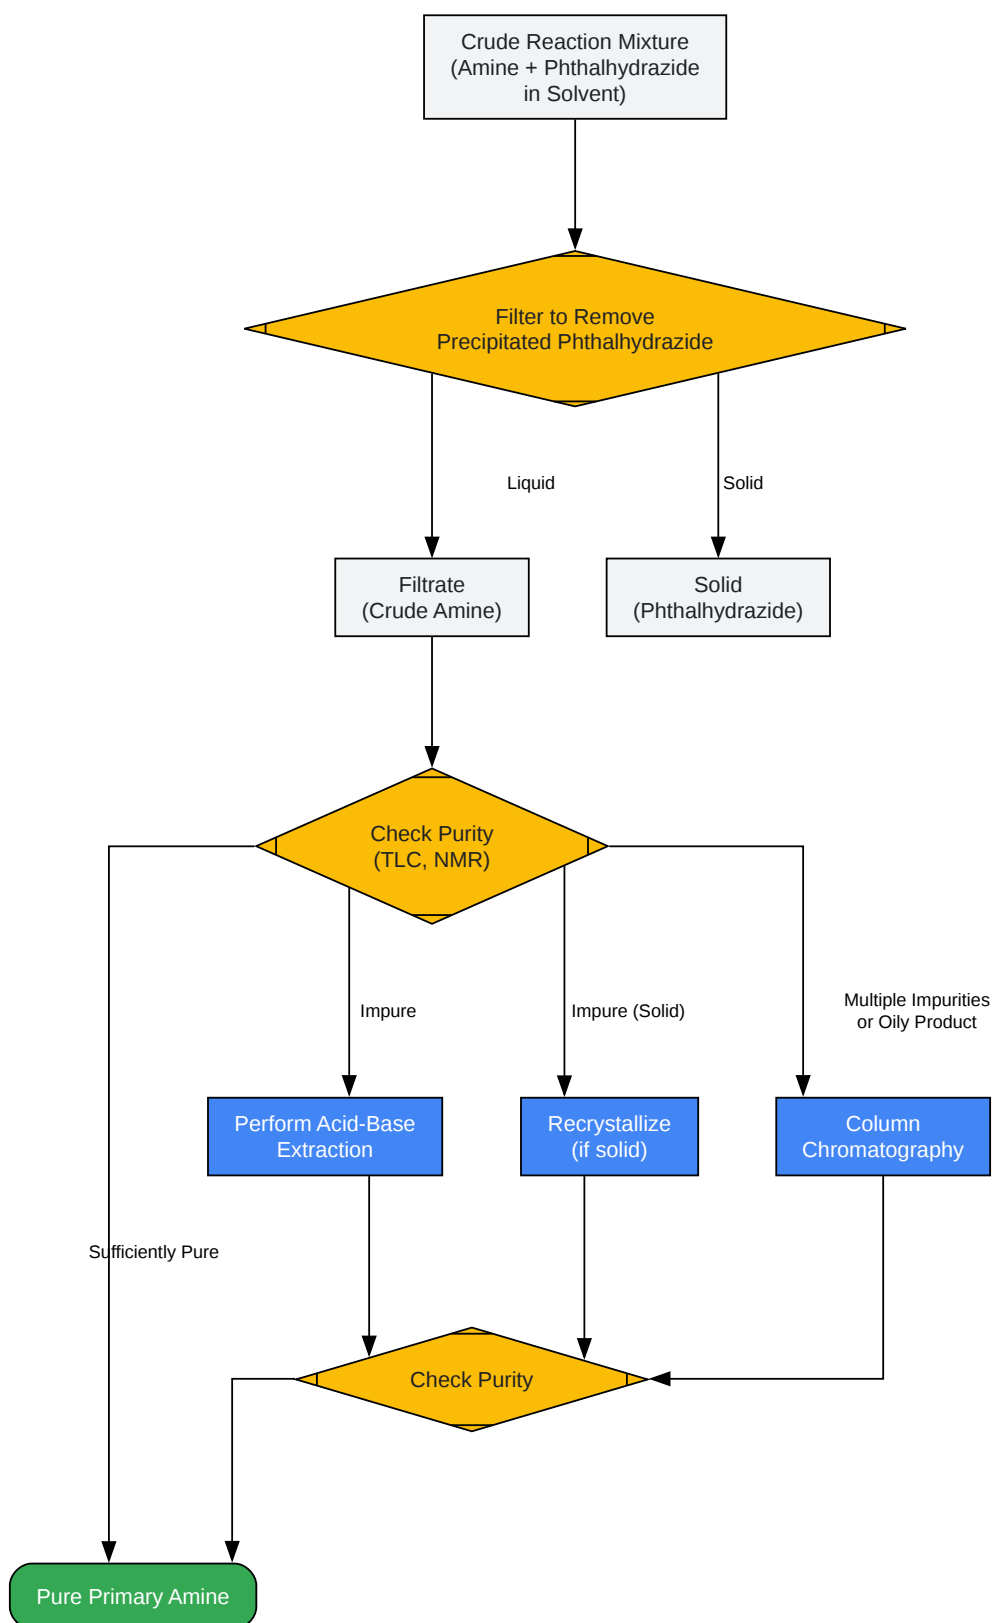 Crude Reaction Mixture
(Amine + Phthalhydrazide
in Solvent)
Filter to Remove
Precipitated Phthalhydrazide
Liquid
Solid
Filtrate
(Crude Amine)
Solid
(Phthalhydrazide)
Check Purity
(TLC, NMR)
Impure
Impure (Solid)
Multiple Impurities
or Oily Product
Perform Acid-Base
Extraction
Recrystallize
(if solid)
Column
Chromatography
Sufficiently Pure
Check Purity
Pure Primary Amine